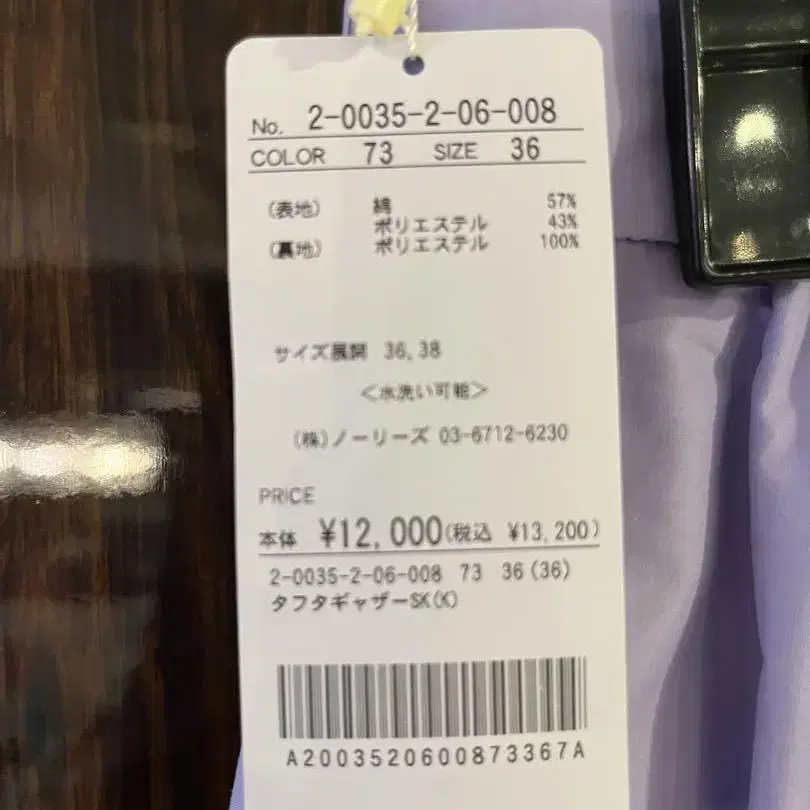 No. 2-0035-2-06-008
COLOR 73 SIZE 36
(表地) 綿 57%
ポリエステル 43%
(裏地) ポリエステル 100%
サイズ展開 36,38
<水洗い可能>
(株)ノーリーズ 03-6712-6230
PRICE
本体 ¥12,000(税込 ¥13,200)
2-0035-2-06-008 73 36(36)
タフタギャザーSK(K)
A2003520600873367A